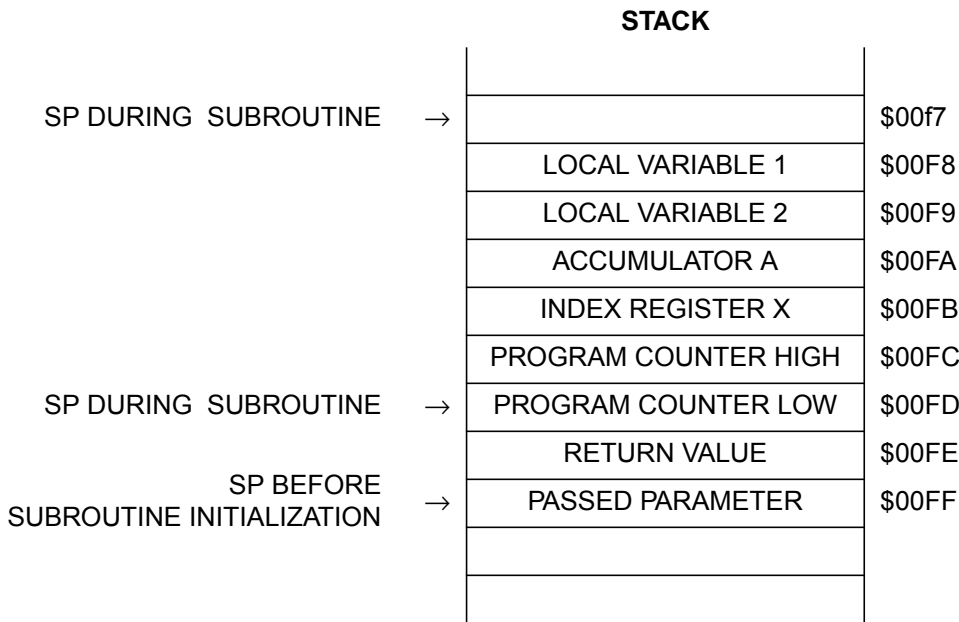 STACK
SP DURING SUBROUTINE → $00f7
LOCAL VARIABLE 1 $00F8
LOCAL VARIABLE 2 $00F9
ACCUMULATOR A $00FA
INDEX REGISTER X $00FB
PROGRAM COUNTER HIGH $00FC
SP DURING SUBROUTINE → PROGRAM COUNTER LOW $00FD
RETURN VALUE $00FE
SP BEFORE
SUBROUTINE INITIALIZATION → PASSED PARAMETER $00FF